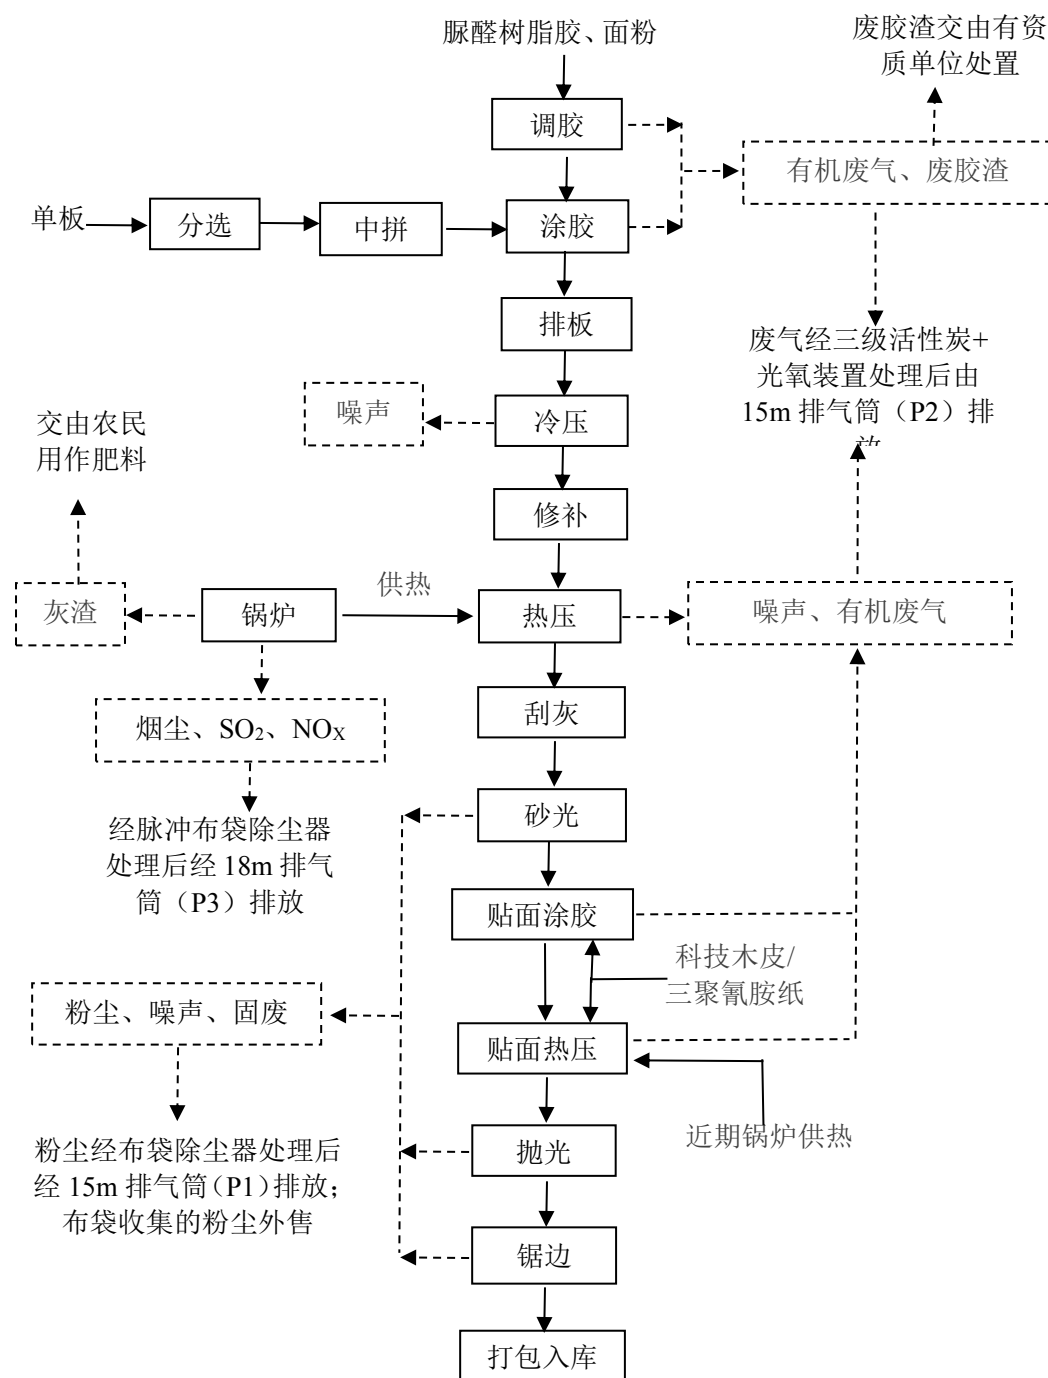 脲醛树脂胶、面粉
废胶渣交由有资
质单位处置
调胶
有机废气、废胶渣
单板
分选
中拼
涂胶
排板
废气经三级活性炭+
光氧装置处理后由
15m 排气筒（P2）排
放
噪声
冷压
交由农民
用作肥料
修补
灰渣
锅炉
供热
热压
噪声、有机废气
刮灰
烟尘、SO₂、NOX
砂光
经脉冲布袋除尘器
处理后经 18m 排气
筒（P3）排放
贴面涂胶
科技木皮/
三聚氰胺纸
粉尘、噪声、固废
贴面热压
近期锅炉供热
粉尘经布袋除尘器处理后
经 15m 排气筒（P1）排放；
布袋收集的粉尘外售
抛光
锯边
打包入库